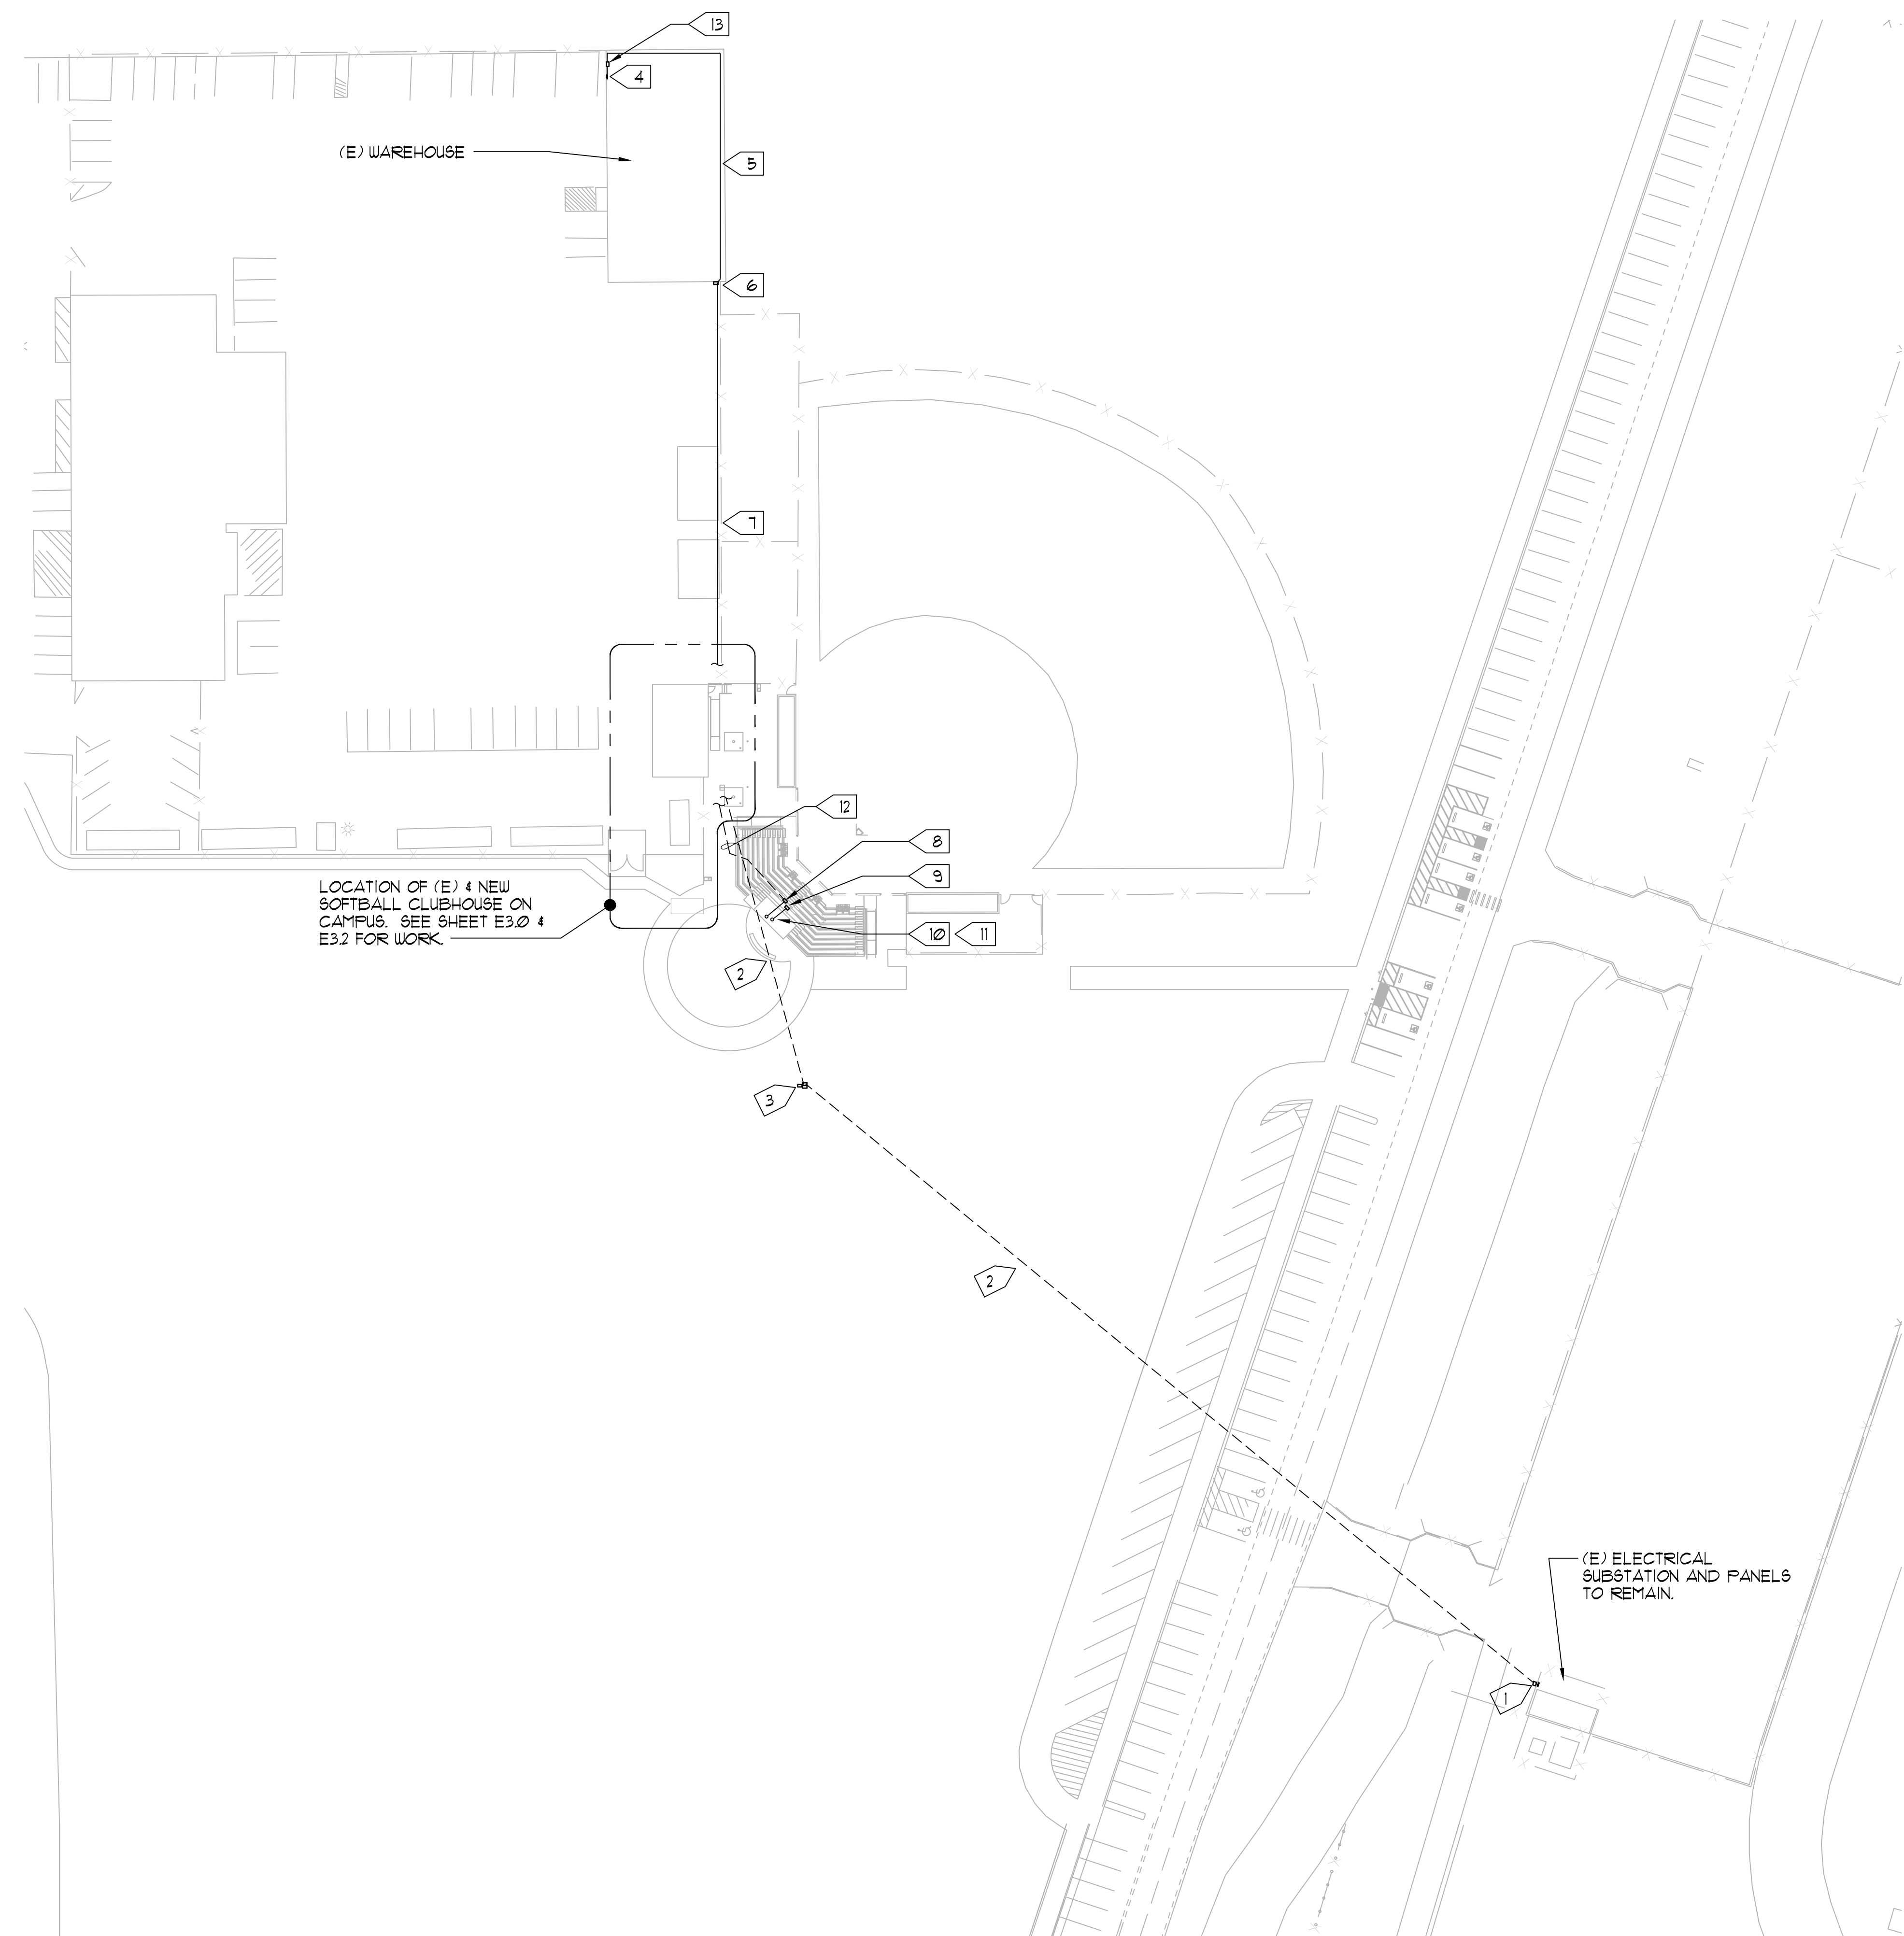 13
4
(E) WAREHOUSE
5
6
7
12
8
9
LOCATION OF (E) & NEW
SOFTBALL CLUBHOUSE ON
CAMPUS. SEE SHEET E3.0 &
E3.2 FOR WORK.
10
11
2
3
2
(E) ELECTRICAL
SUBSTATION AND PANELS
TO REMAIN.
1